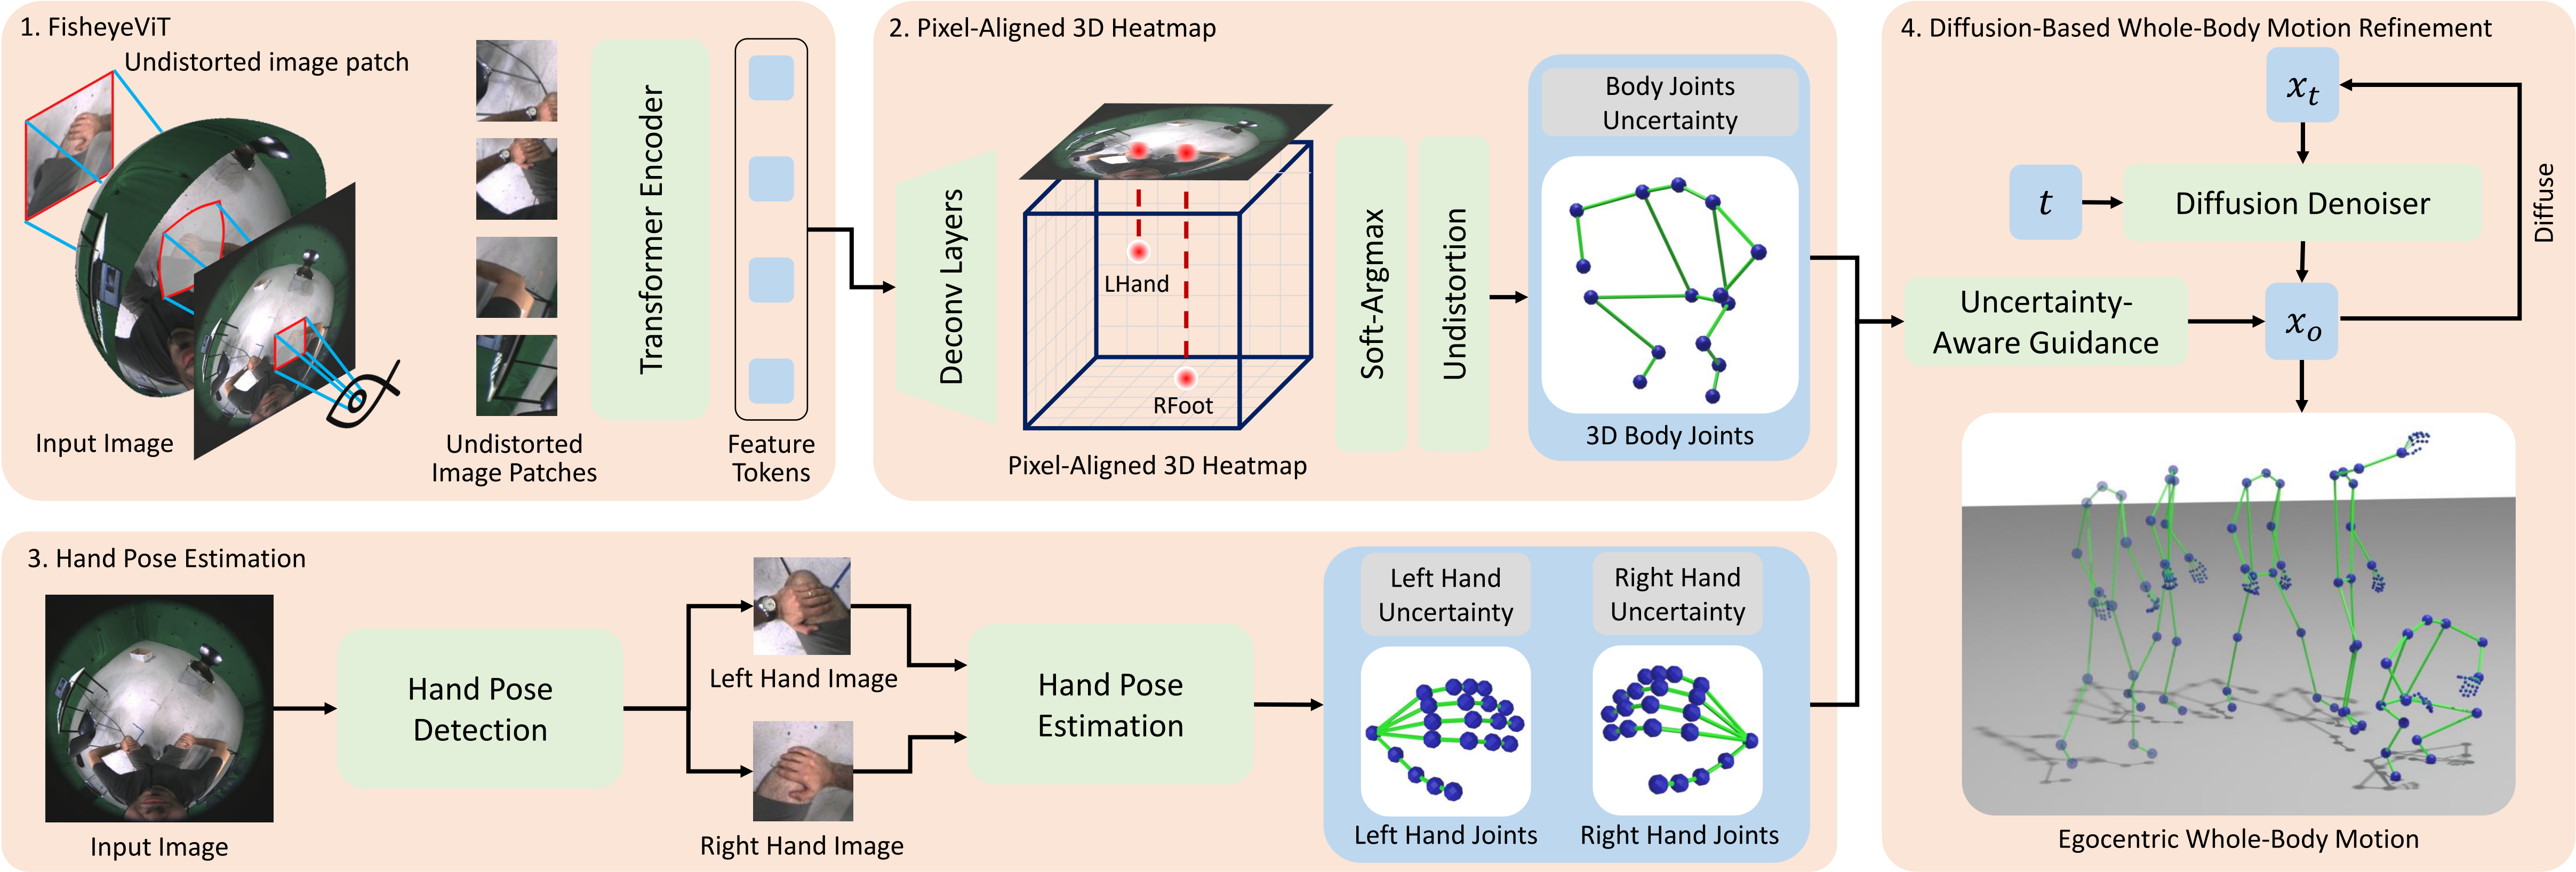 1. FisheyeViT
Undistorted image patch
Input Image
Undistorted
Image Patches
Transformer Encoder
Feature
Tokens
2. Pixel-Aligned 3D Heatmap
Deconv Layers
LHand
RFoot
Pixel-Aligned 3D Heatmap
Soft-Argmax
Undistortion
Body Joints
Uncertainty
3D Body Joints
3. Hand Pose Estimation
Input Image
Hand Pose
Detection
Left Hand Image
Right Hand Image
Hand Pose
Estimation
Left Hand
Uncertainty
Right Hand
Uncertainty
Left Hand Joints
Right Hand Joints
4. Diffusion-Based Whole-Body Motion Refinement
x_t
t
Diffusion Denoiser
Diffuse
Uncertainty-
Aware Guidance
x_o
Egocentric Whole-Body Motion